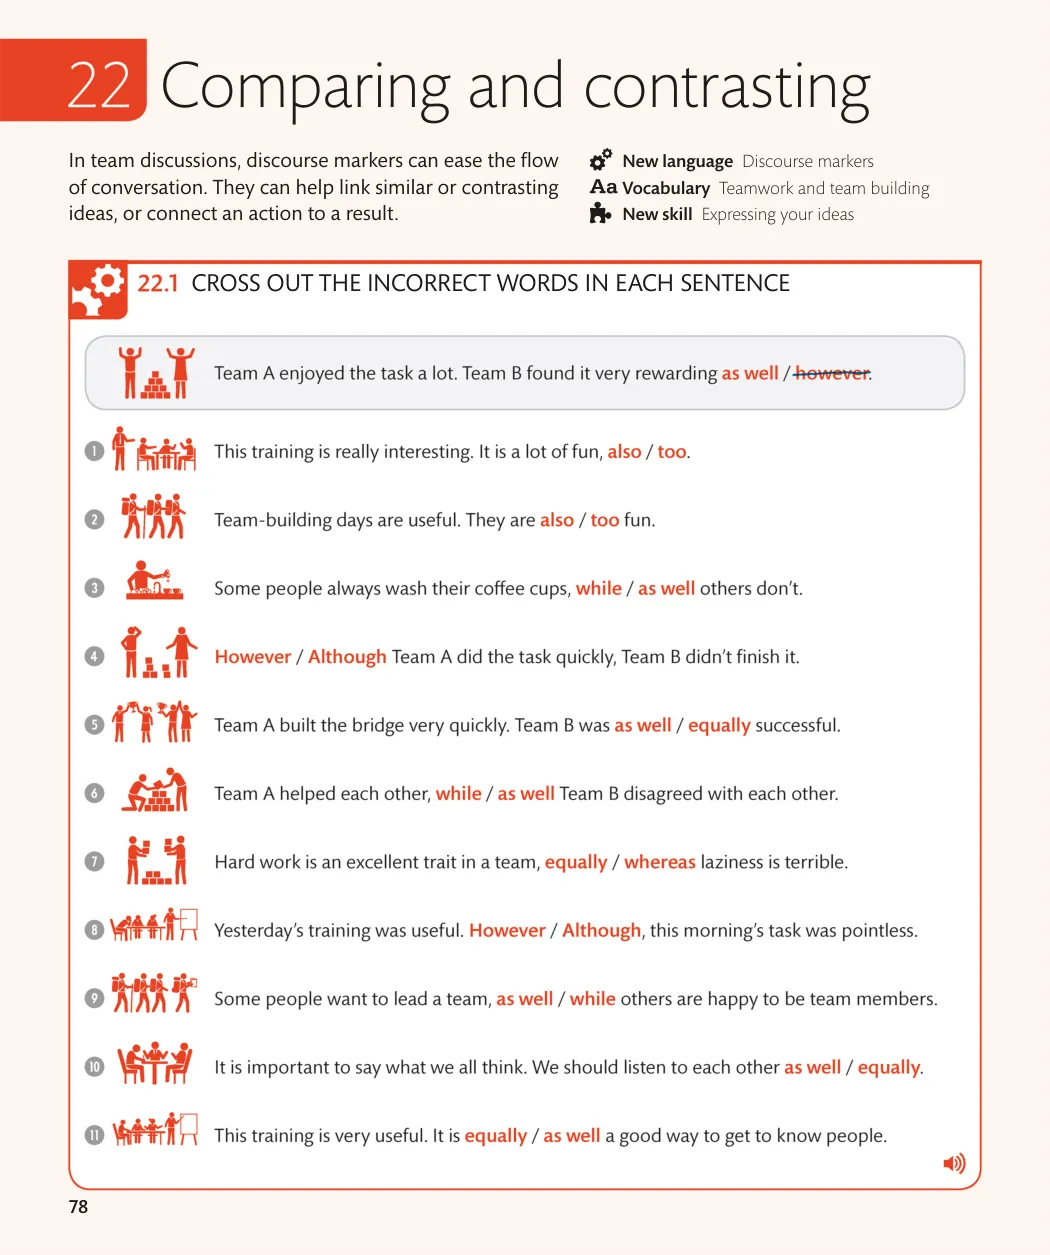 22 Comparing and contrasting
In team discussions, discourse markers can ease the flow
of conversation. They can help link similar or contrasting
ideas, or connect an action to a result.
New language Discourse markers
Aa Vocabulary Teamwork and team building
New skill Expressing your ideas
22.1 CROSS OUT THE INCORRECT WORDS IN EACH SENTENCE
Team A enjoyed the task a lot. Team B found it very rewarding as well / however.
1 This training is really interesting. It is a lot of fun, also / too.
2 Team-building days are useful. They are also / too fun.
3 Some people always wash their coffee cups, while / as well others don't.
4 However / Although Team A did the task quickly, Team B didn't finish it.
5 Team A built the bridge very quickly. Team B was as well / equally successful.
6 Team A helped each other, while / as well Team B disagreed with each other.
7 Hard work is an excellent trait in a team, equally / whereas laziness is terrible.
8 Yesterday's training was useful. However / Although, this morning's task was pointless.
9 Some people want to lead a team, as well / while others are happy to be team members.
10 It is important to say what we all think. We should listen to each other as well / equally.
11 This training is very useful. It is equally / as well a good way to get to know people.
78